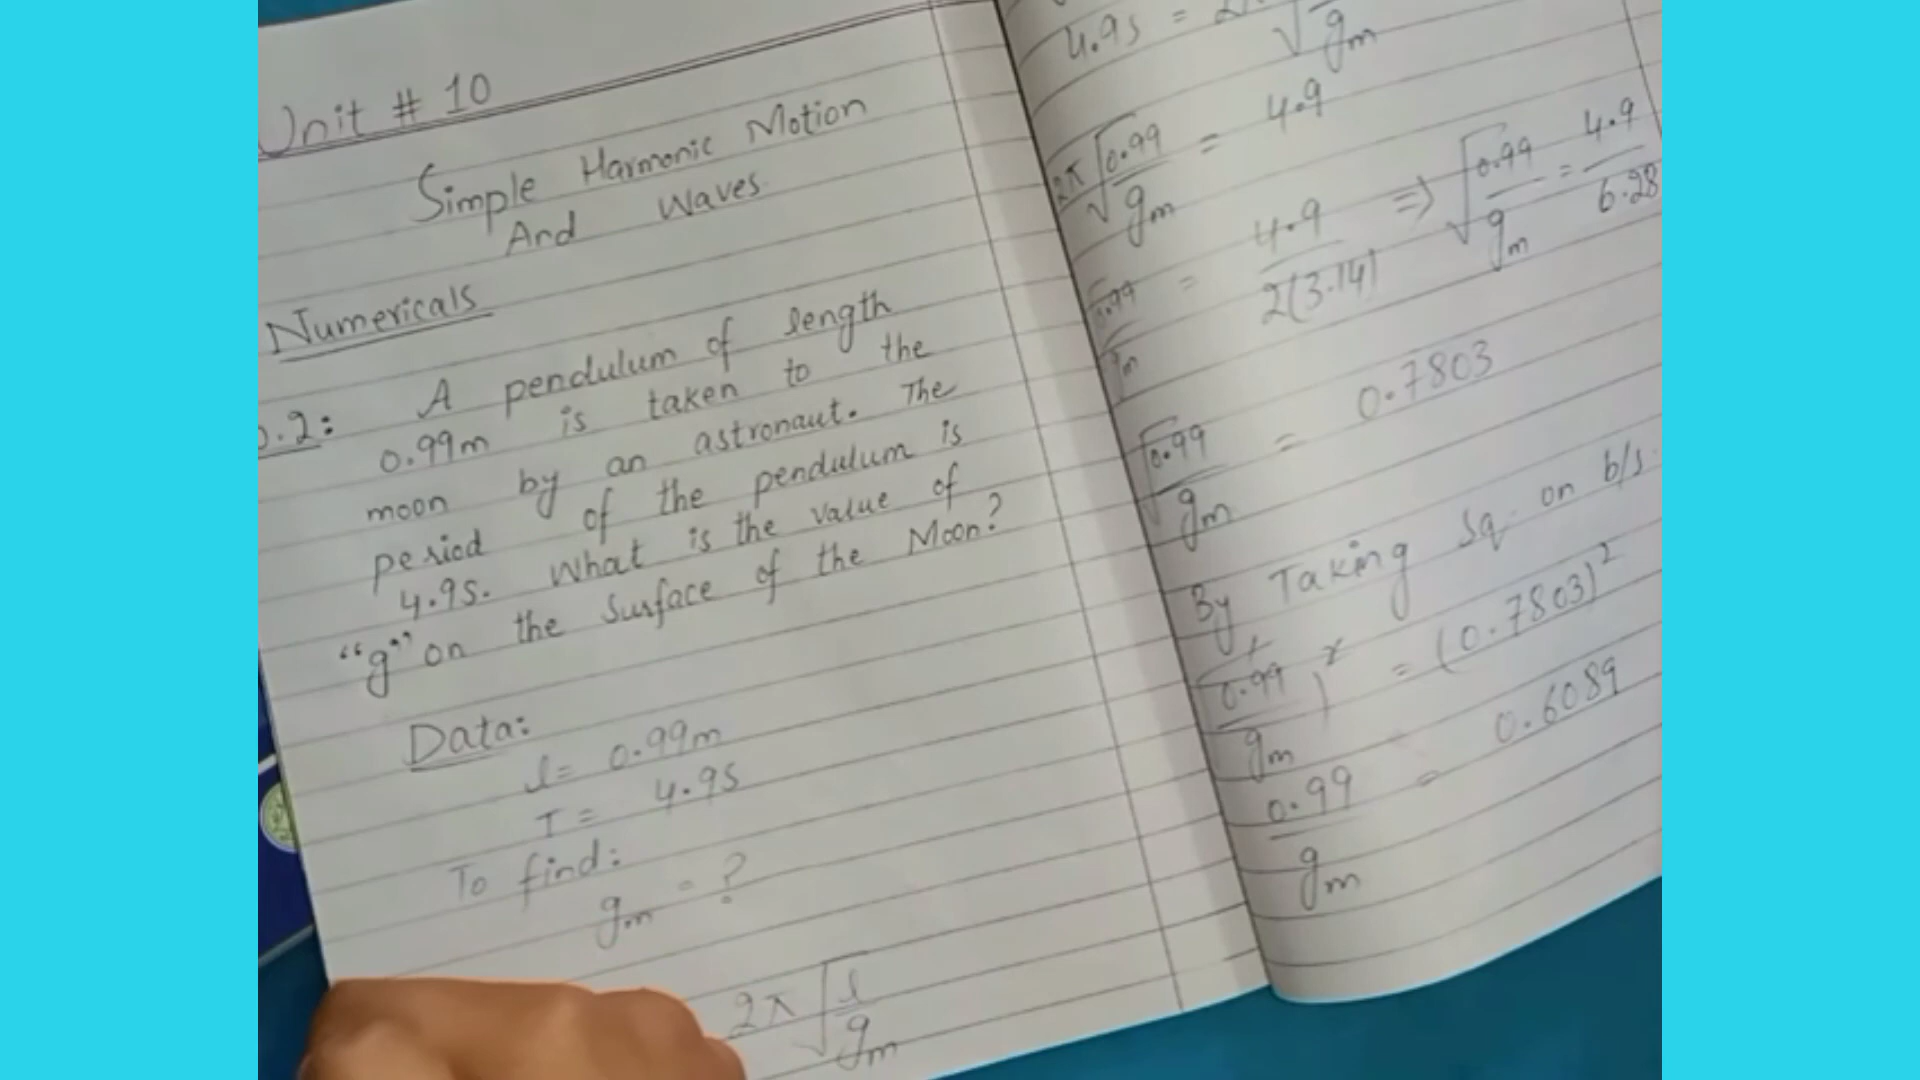 Unit # 10
Simple Harmonic Motion
And Waves
Numericals
.2: A pendulum of length
0.99m is taken to the
moon by an astronaut. The
period of the pendulum is
4.9s. What is the value of
"g" on the Surface of the Moon?
Data:
l = 0.99m
T = 4.9s
To find:
gm = ?
2π √l/gm
4.9s = 2π √ /gm
2π √0.99/gm = 4.9
√0.99/gm = 4.9/2(3.14) ⇒ √0.99/gm = 4.9/6.28
√0.99/gm = 0.7803
By Taking sq. on b/s.
(√0.99/gm)² = (0.7803)²
0.99/gm = 0.6089